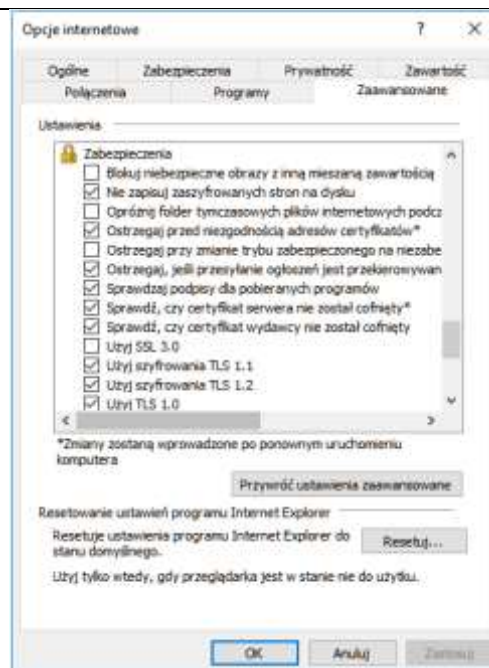 Opcje internetowe
?
Ogólne Zabezpieczenia Prywatność Zawartość
Połączenia Programy Zaawansowane
Ustawienia
Zabezpieczenia
Blokuj niebezpieczne obrazy z inną mieszaną zawartością
Nie zapisuj zaszyfrowanych stron na dysku
Opróżnij folder tymczasowych plików internetowych podcz
Ostrzegaj przed niezgodnością adresów certyfikatów*
Ostrzegaj przy zmianie trybu zabezpieczonego na niezabe
Ostrzegaj, jeśli przesyłanie ogłoszeń jest przekierowywan
Sprawdzaj podpisy dla pobieranych programów
Sprawdź, czy certyfikat serwera nie został cofnięty*
Sprawdź, czy certyfikat wydawcy nie został cofnięty
Użyj SSL 3.0
Użyj szyfrowania TLS 1.1
Użyj szyfrowania TLS 1.2
Użyj TLS 1.0
*Zmiany zostaną wprowadzone po ponownym uruchomieniu
komputera
Przywróć ustawienia zaawansowane
Resetowanie ustawień programu Internet Explorer
Resetuje ustawienia programu Internet Explorer do
stanu domyślnego.
Resetuj...
Użyj tylko wtedy, gdy przeglądarka jest w stanie nie do użytku.
OK Anuluj Zastosuj